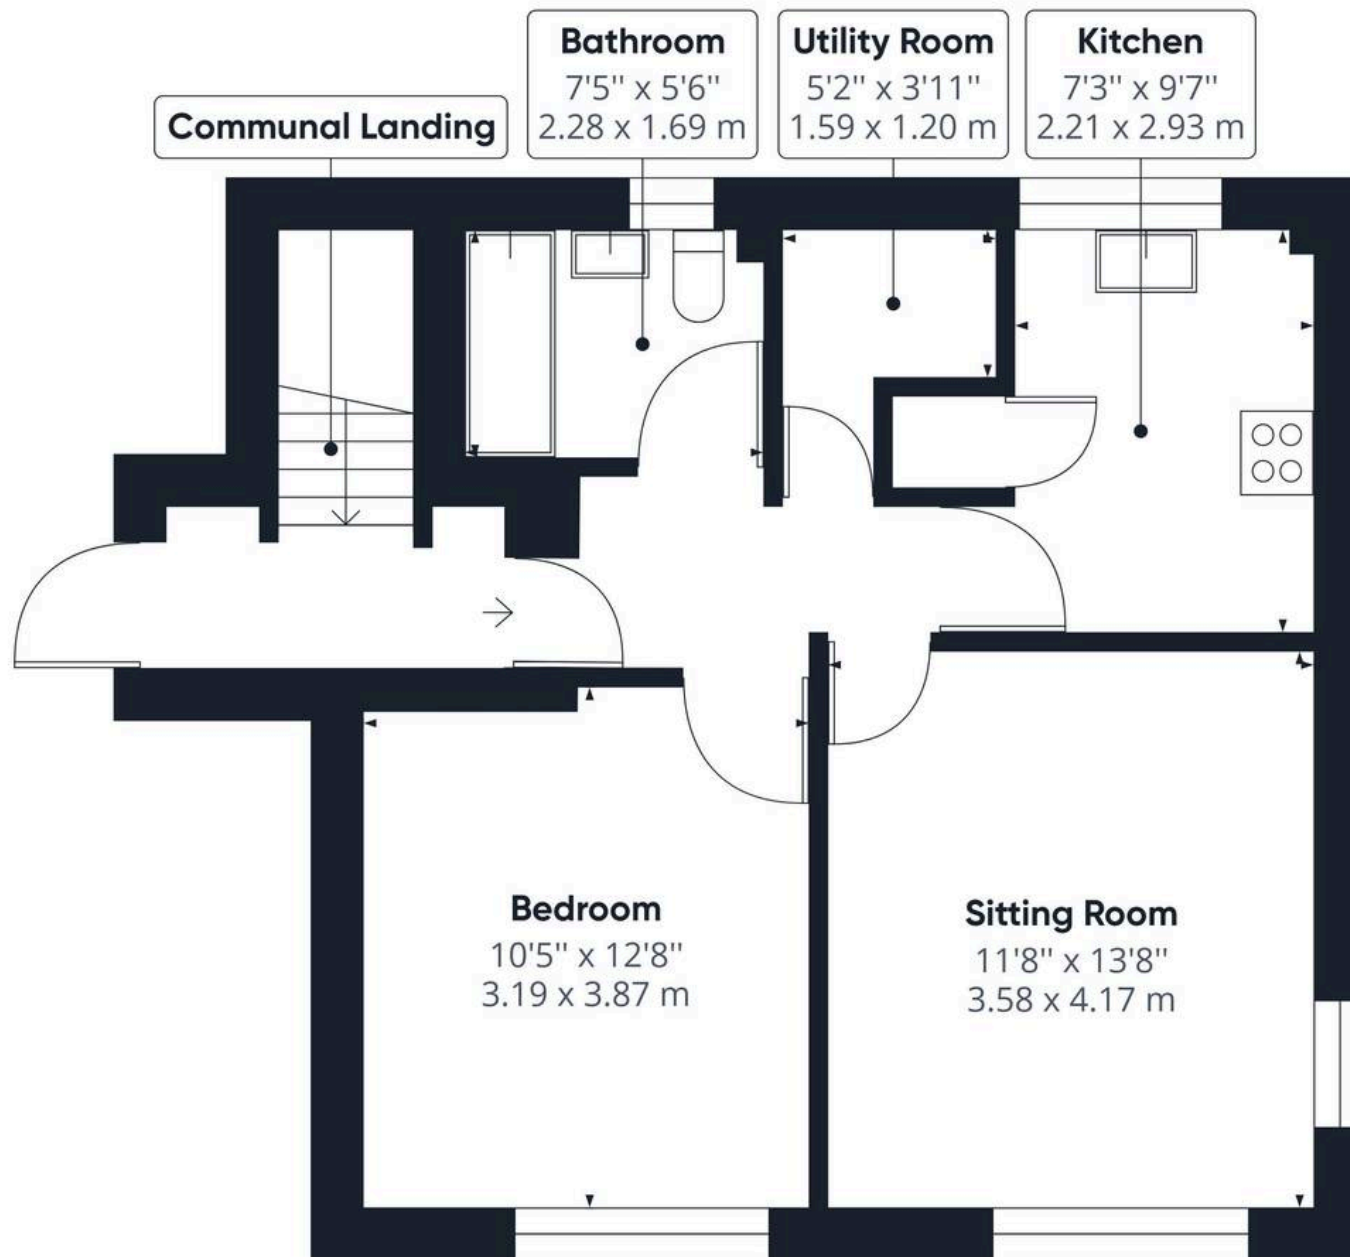 Communal Landing
Bathroom
7'5" x 5'6"
2.28 x 1.69 m
Utility Room
5'2" x 3'11"
1.59 x 1.20 m
Kitchen
7'3" x 9'7"
2.21 x 2.93 m
Bedroom
10'5" x 12'8"
3.19 x 3.87 m
Sitting Room
11'8" x 13'8"
3.58 x 4.17 m